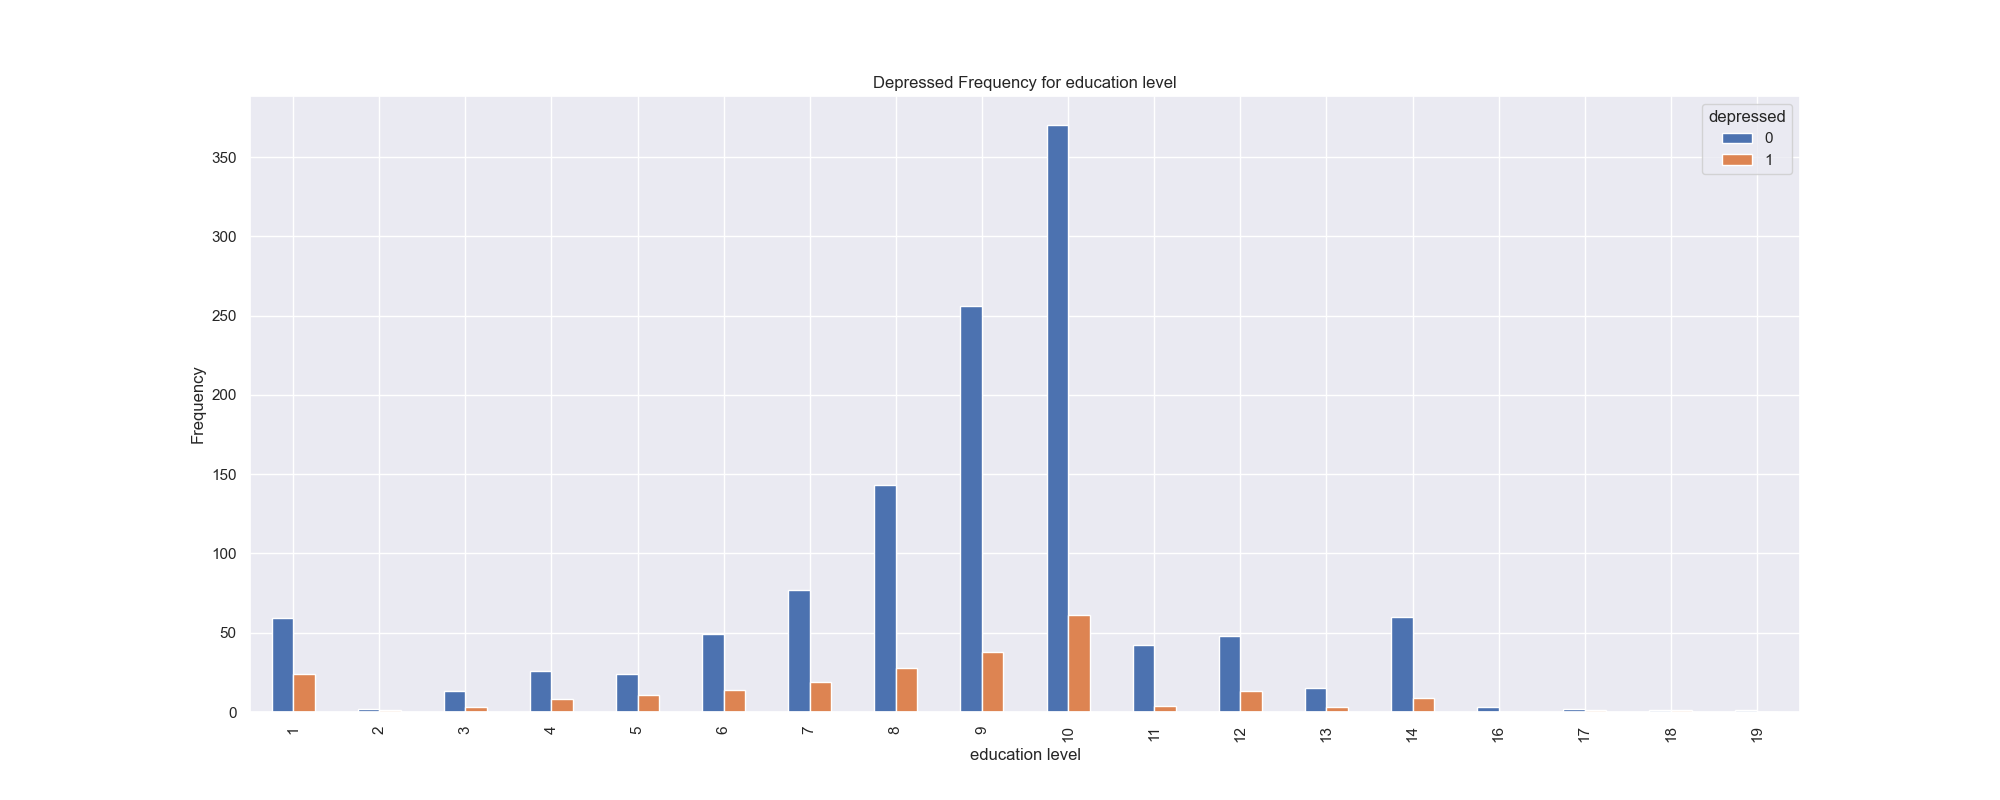 Depressed Frequency for education level
depressed
0
1
350
300
250
200
150
100
50
0
Frequency
1 2 3 4 5 6 7 8 9 10 11 12 13 14 16 17 18 19
education level